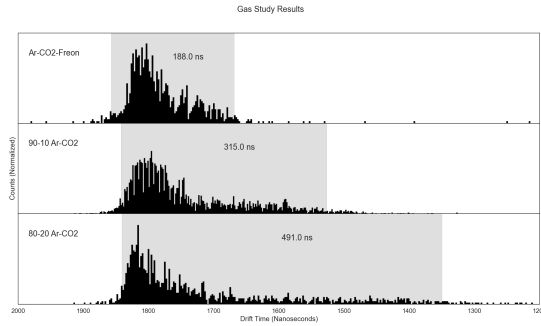 Gas Study Results
Ar-CO2-Freon
188.0 ns
90-10 Ar-CO2
315.0 ns
80-20 Ar-CO2
491.0 ns
Counts (Normalized)
2000 1900 1800 1700 1600 1500 1400 1300 120
Drift Time (Nanoseconds)